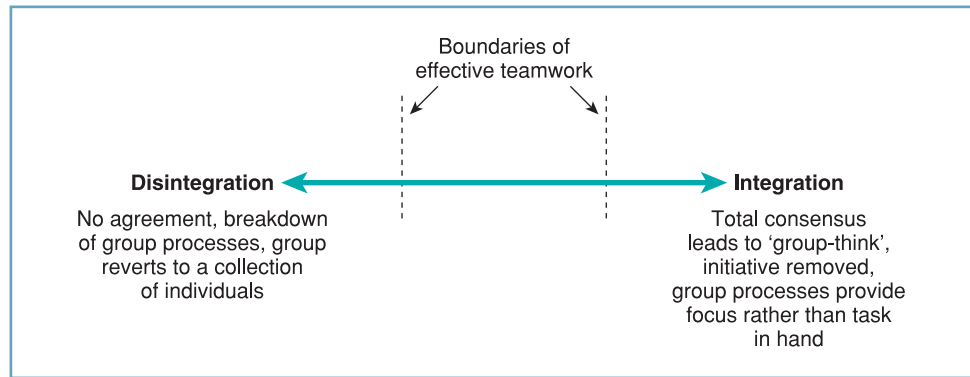 Boundaries of
effective teamwork
Disintegration
No agreement, breakdown
of group processes, group
reverts to a collection
of individuals
Integration
Total consensus
leads to ‘group-think’,
initiative removed,
group processes provide
focus rather than task
in hand